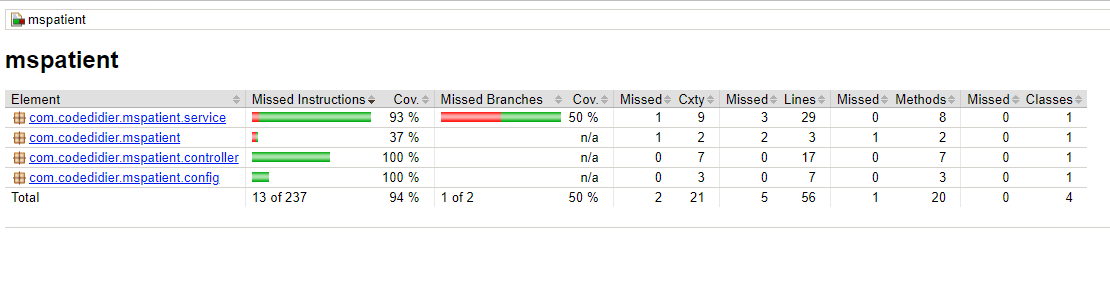 mspatient
mspatient
Element Missed Instructions Cov. Missed Branches Cov. Missed Cxty Missed Lines Missed Methods Missed Classes
com.codedidier.mspatient.service 93 % 50 % 1 9 3 29 0 8 0 1
com.codedidier.mspatient 37 % n/a 1 2 2 3 1 2 0 1
com.codedidier.mspatient.controller 100 % n/a 0 7 0 17 0 7 0 1
com.codedidier.mspatient.config 100 % n/a 0 3 0 7 0 3 0 1
Total 13 of 237 94 % 1 of 2 50 % 2 21 5 56 1 20 0 4